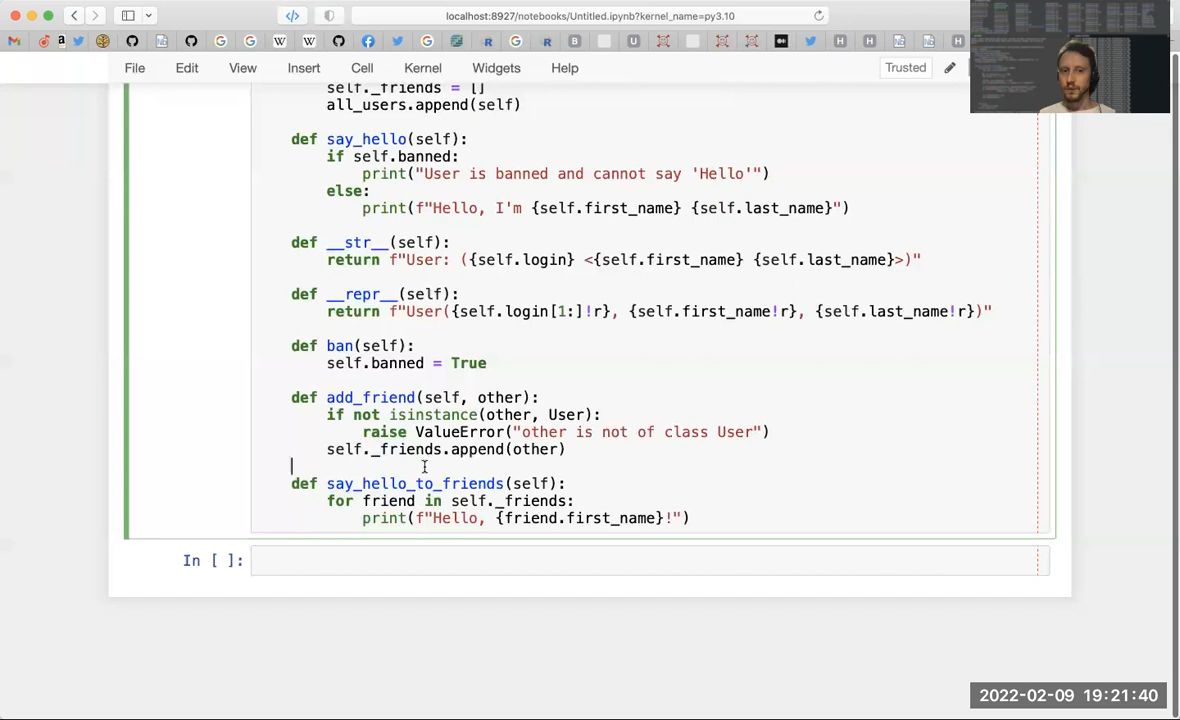 localhost:8927/notebooks/Untitled.ipynb?kernel_name=py3.10
File Edit View Insert Cell Kernel Widgets Help Trusted
self._friends = []
all_users.append(self)
def say_hello(self):
if self.banned:
print("User is banned and cannot say 'Hello'")
else:
print(f"Hello, I'm {self.first_name} {self.last_name}")
def __str__(self):
return f"User: ({self.login} <{self.first_name} {self.last_name}>)"
def __repr__(self):
return f"User({self.login[1:]!r}, {self.first_name!r}, {self.last_name!r})"
def ban(self):
self.banned = True
def add_friend(self, other):
if not isinstance(other, User):
raise ValueError("other is not of class User")
self._friends.append(other)
def say_hello_to_friends(self):
for friend in self._friends:
print(f"Hello, {friend.first_name}!")
In [ ]:
2022-02-09 19:21:40